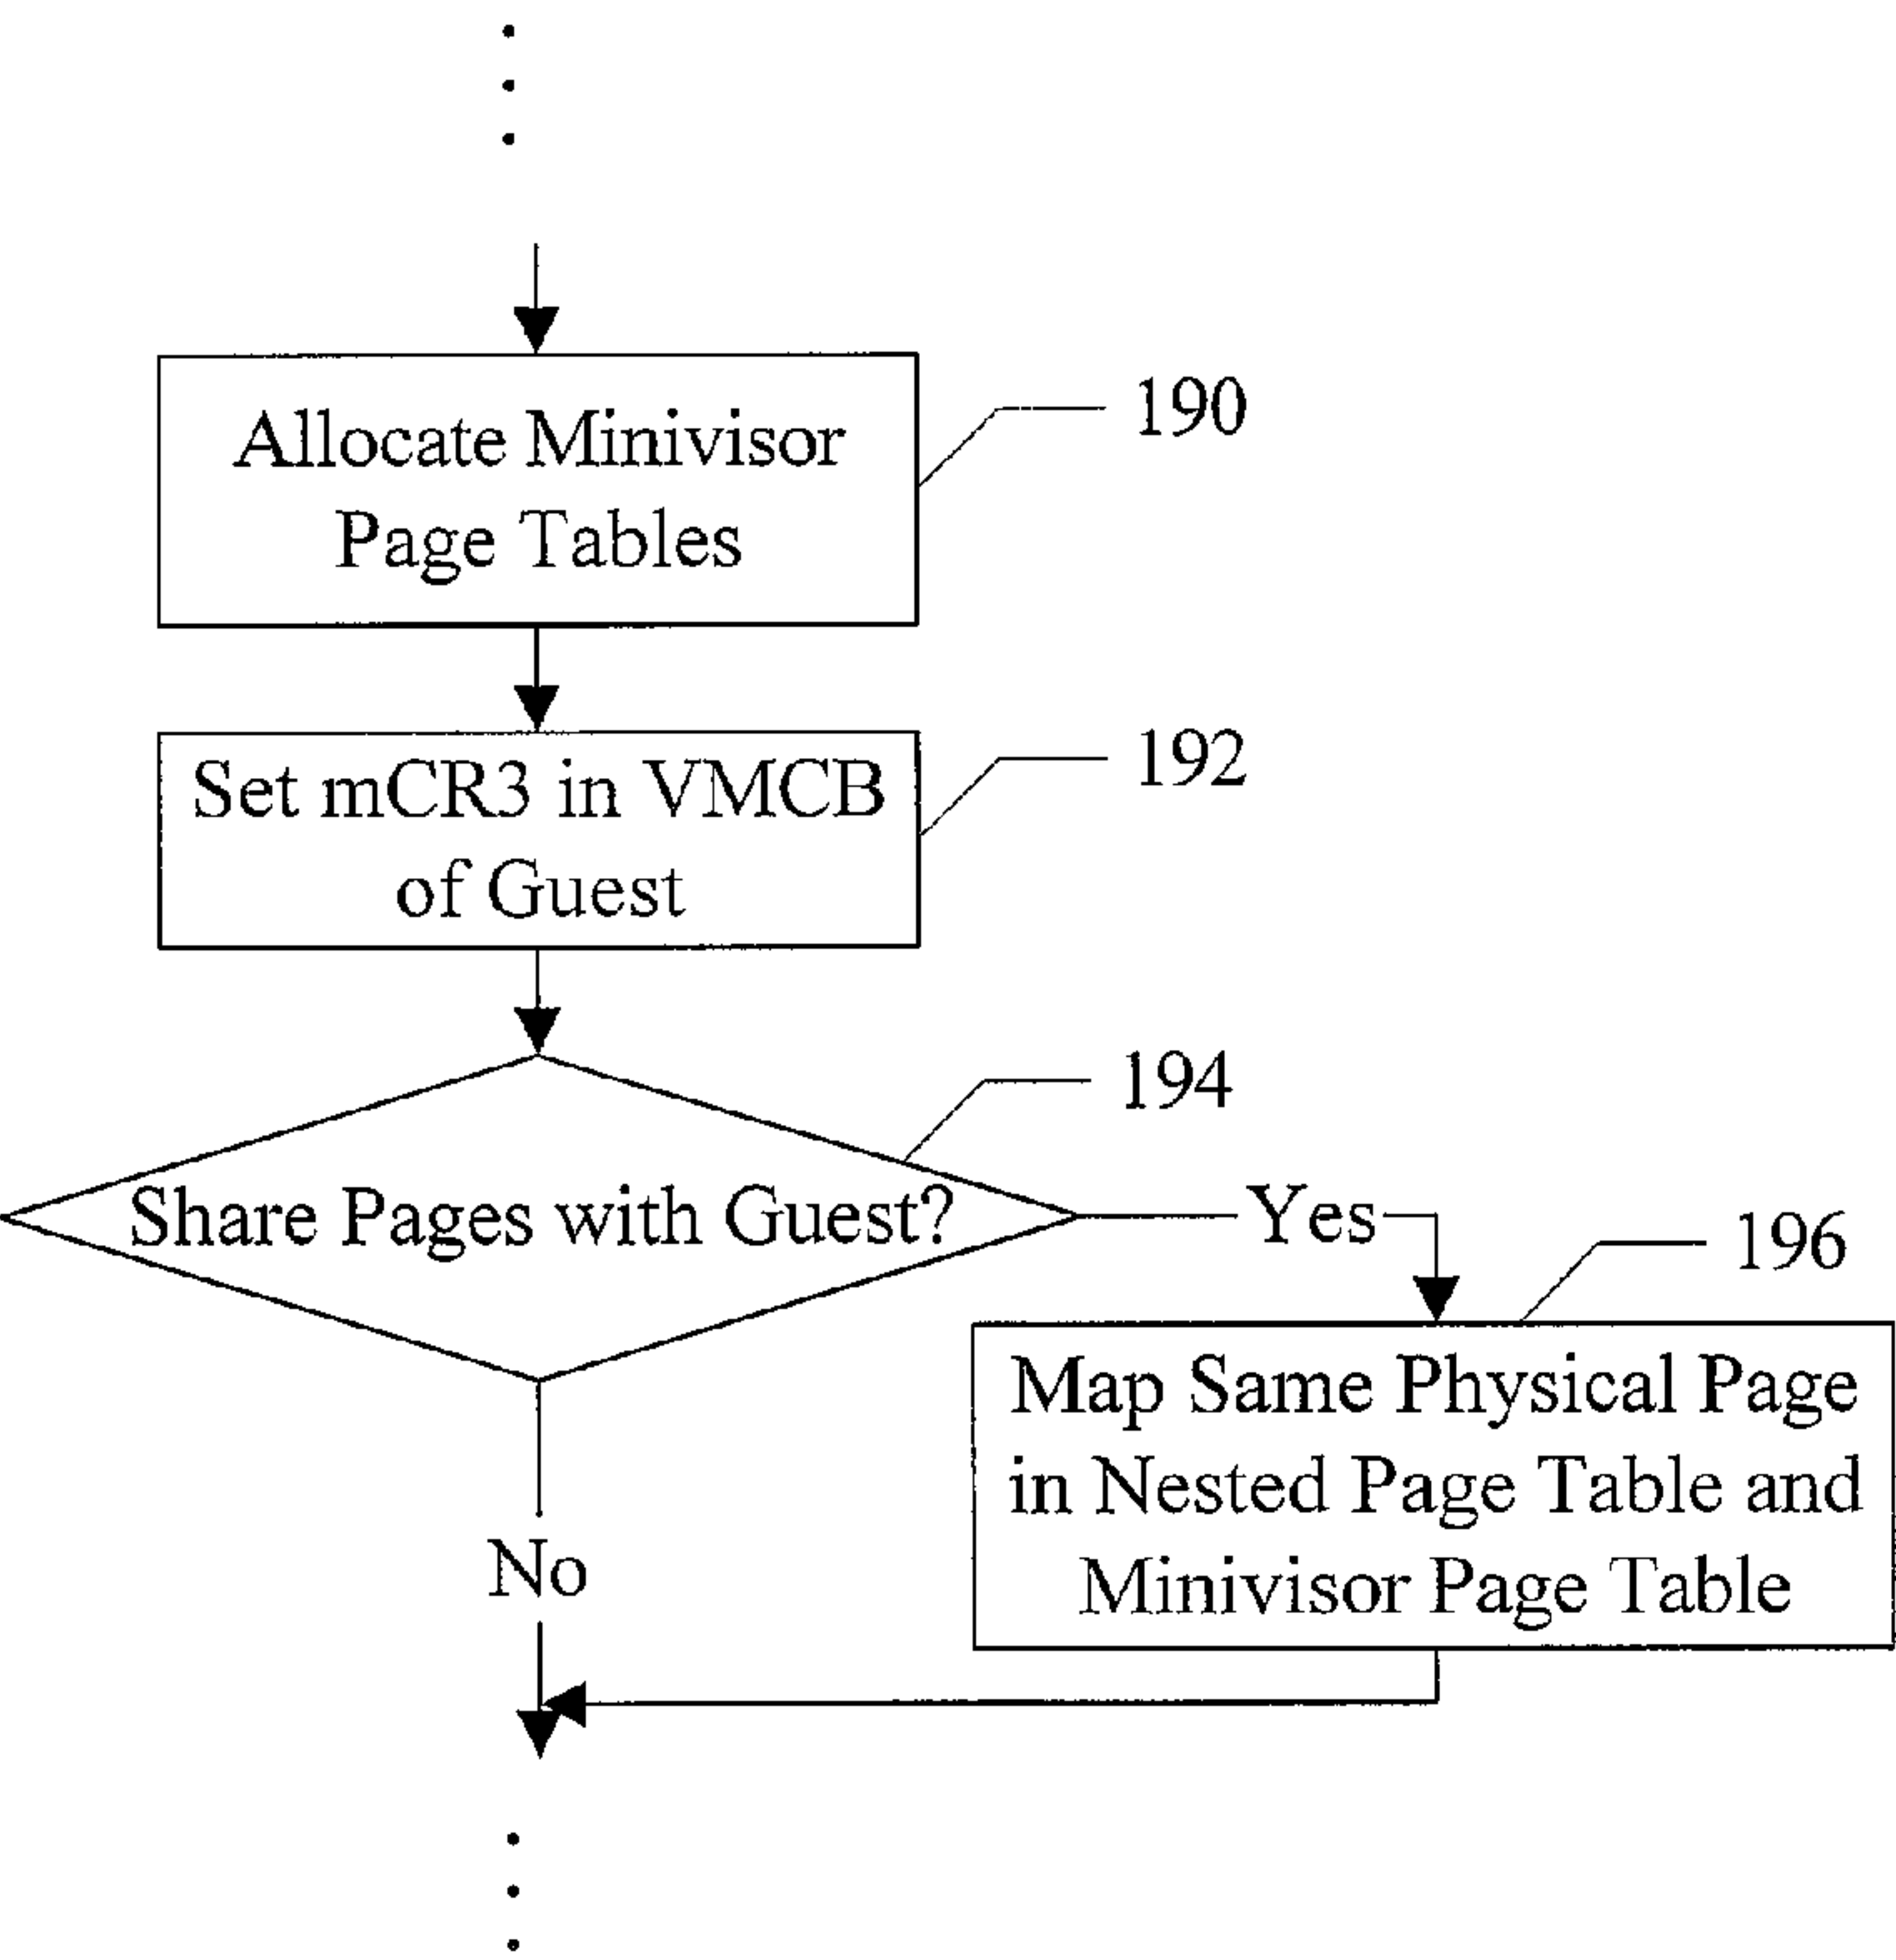 Allocate Minivisor
Page Tables
190
Set mCR3 in VMCB
of Guest
192
194
Share Pages with Guest?
Yes
196
Map Same Physical Page
in Nested Page Table and
Minivisor Page Table
No